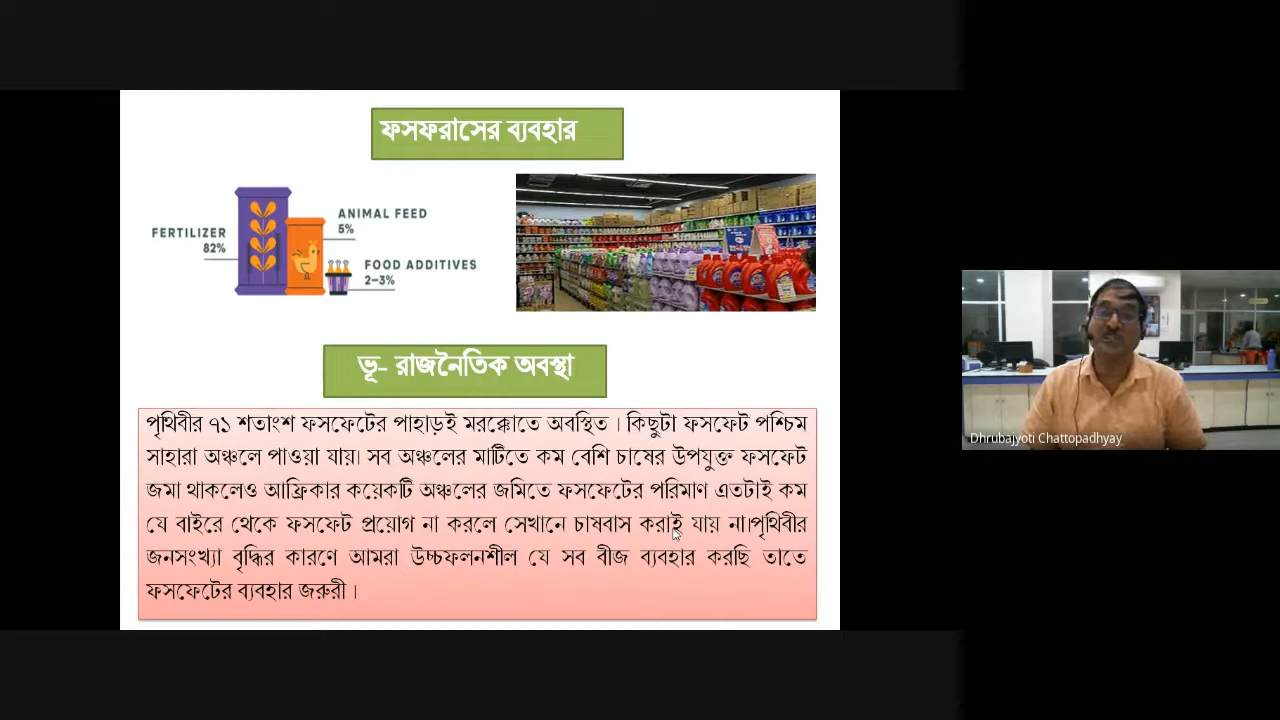 ফসফরাসের ব্যবহার
FERTILIZER
82%
ANIMAL FEED
5%
FOOD ADDITIVES
2-3%
ভূ- রাজনৈতিক অবস্থা
পৃথিবীর ৭১ শতাংশ ফসফেটের পাহাড়ই মরক্কোতে অবস্থিত । কিছুটা ফসফেট পশ্চিম
সাহারা অঞ্চলে পাওয়া যায়। সব অঞ্চলের মাটিতে কম বেশি চাষের উপযুক্ত ফসফেট
জমা থাকলেও আফ্রিকার কয়েকটি অঞ্চলের জমিতে ফসফেটের পরিমাণ এতটাই কম
যে বাইরে থেকে ফসফেট প্রয়োগ না করলে সেখানে চাষবাস করাই যায় না।পৃথিবীর
জনসংখ্যা বৃদ্ধির কারণে আমরা উচ্চফলনশীল যে সব বীজ ব্যবহার করছি তাতে
ফসফেটের ব্যবহার জরুরী ।
Dhrubajyoti Chattopadhyay